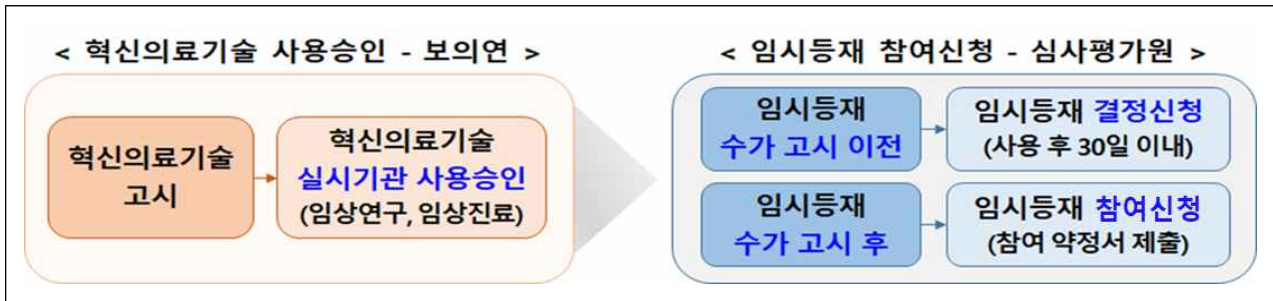 < 혁신의료기술 사용승인 - 보의연 >
혁신의료기술
고시
혁신의료기술
실시기관 사용승인
(임상연구, 임상진료)
< 임시등재 참여신청 - 심사평가원 >
임시등재
수가 고시 이전
임시등재 결정신청
(사용 후 30일 이내)
임시등재
수가 고시 후
임시등재 참여신청
(참여 약정서 제출)